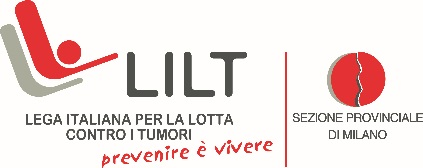 LILT
LEGA ITALIANA PER LA LOTTA
CONTRO I TUMORI
prevenire è vivere
SEZIONE PROVINCIALE
DI MILANO